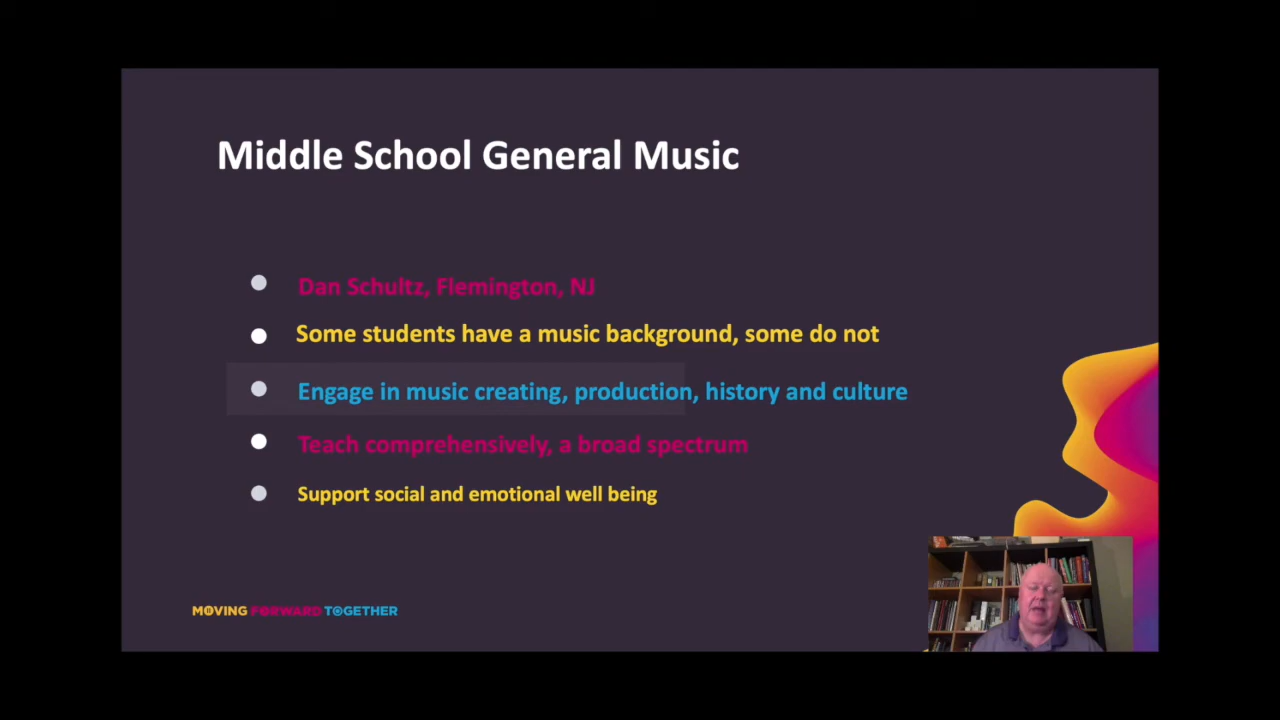 Middle School General Music
Dan Schultz, Flemington, NJ
Some students have a music background, some do not
Engage in music creating, production, history and culture
Teach comprehensively, a broad spectrum
Support social and emotional well being
MOVING FORWARD TOGETHER